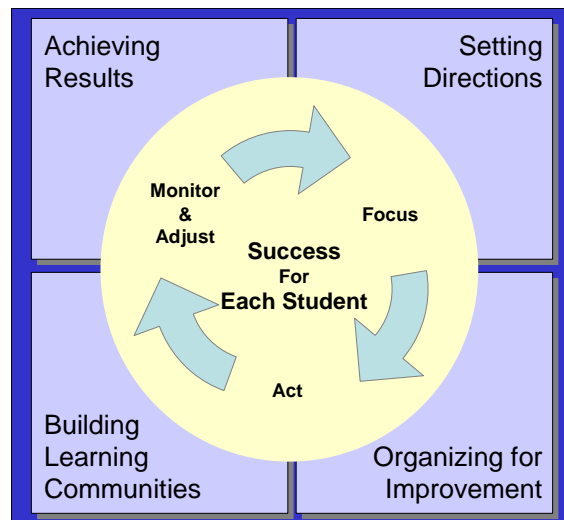 Achieving
Results
Setting
Directions
Monitor
&
Adjust
Focus
Success
For
Each Student
Act
Building
Learning
Communities
Organizing for
Improvement